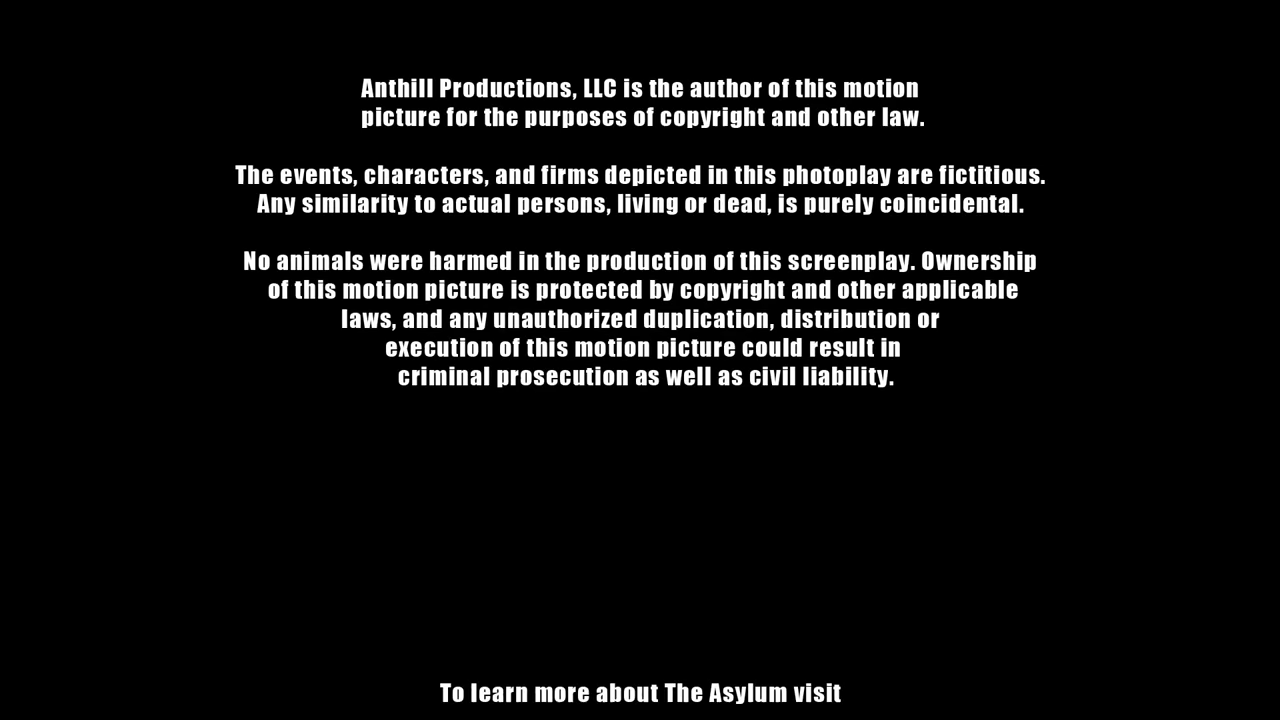 Anthill Productions, LLC is the author of this motion
picture for the purposes of copyright and other law.
The events, characters, and firms depicted in this photoplay are fictitious.
Any similarity to actual persons, living or dead, is purely coincidental.
No animals were harmed in the production of this screenplay. Ownership
of this motion picture is protected by copyright and other applicable
laws, and any unauthorized duplication, distribution or
execution of this motion picture could result in
criminal prosecution as well as civil liability.
To learn more about The Asylum visit